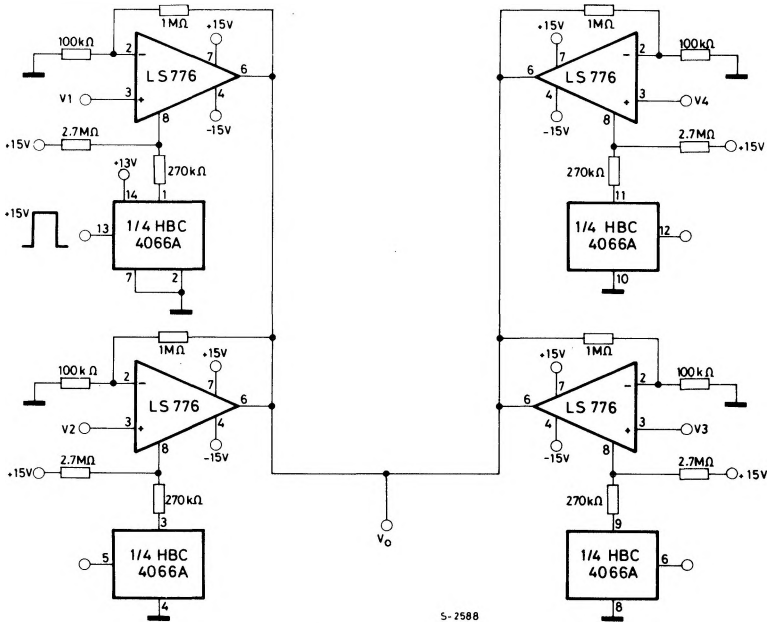 1MΩ
+15V
100kΩ
2
−
7
LS776
6
V1
3
+
4
8
−15V
+15V
2.7MΩ
+13V
270kΩ
14
1
+15V
13
1/4 HBC
4066A
7
2
1MΩ
+15V
100kΩ
2
−
7
LS776
6
V2
3
+
4
8
−15V
+15V
2.7MΩ
270kΩ
3
5
1/4 HBC
4066A
4
1MΩ
+15V
100kΩ
7
−
2
6
LS776
4
+
3
V4
−15V
8
2.7MΩ
+15V
270kΩ
11
1/4 HBC
4066A
12
10
1MΩ
+15V
100kΩ
7
−
2
6
LS776
4
+
3
V3
−15V
8
2.7MΩ
+15V
270kΩ
9
1/4 HBC
4066A
6
8
Vo
S-2588